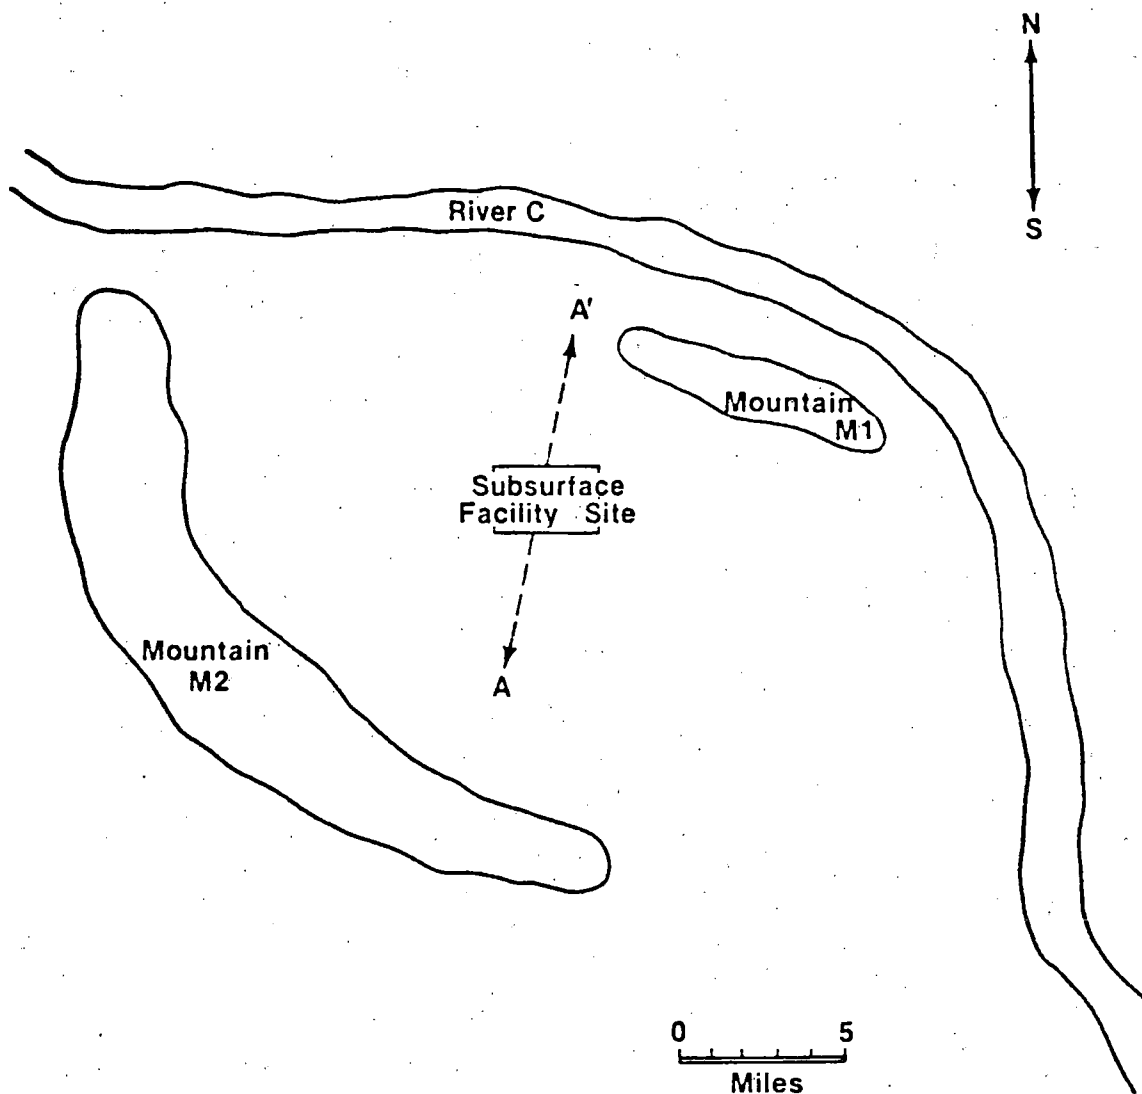 N
S
River C
A'
Mountain
M1
Subsurface
Facility Site
Mountain
M2
A
0 5
Miles